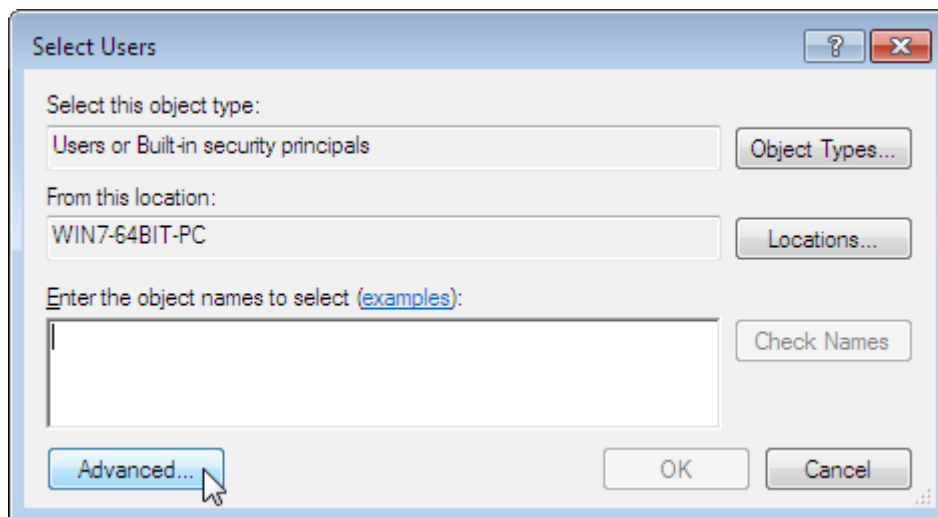 Select Users
Select this object type:
Users or Built-in security principals
Object Types...
From this location:
WIN7-64BIT-PC
Locations...
Enter the object names to select (examples):
Check Names
Advanced...
OK
Cancel